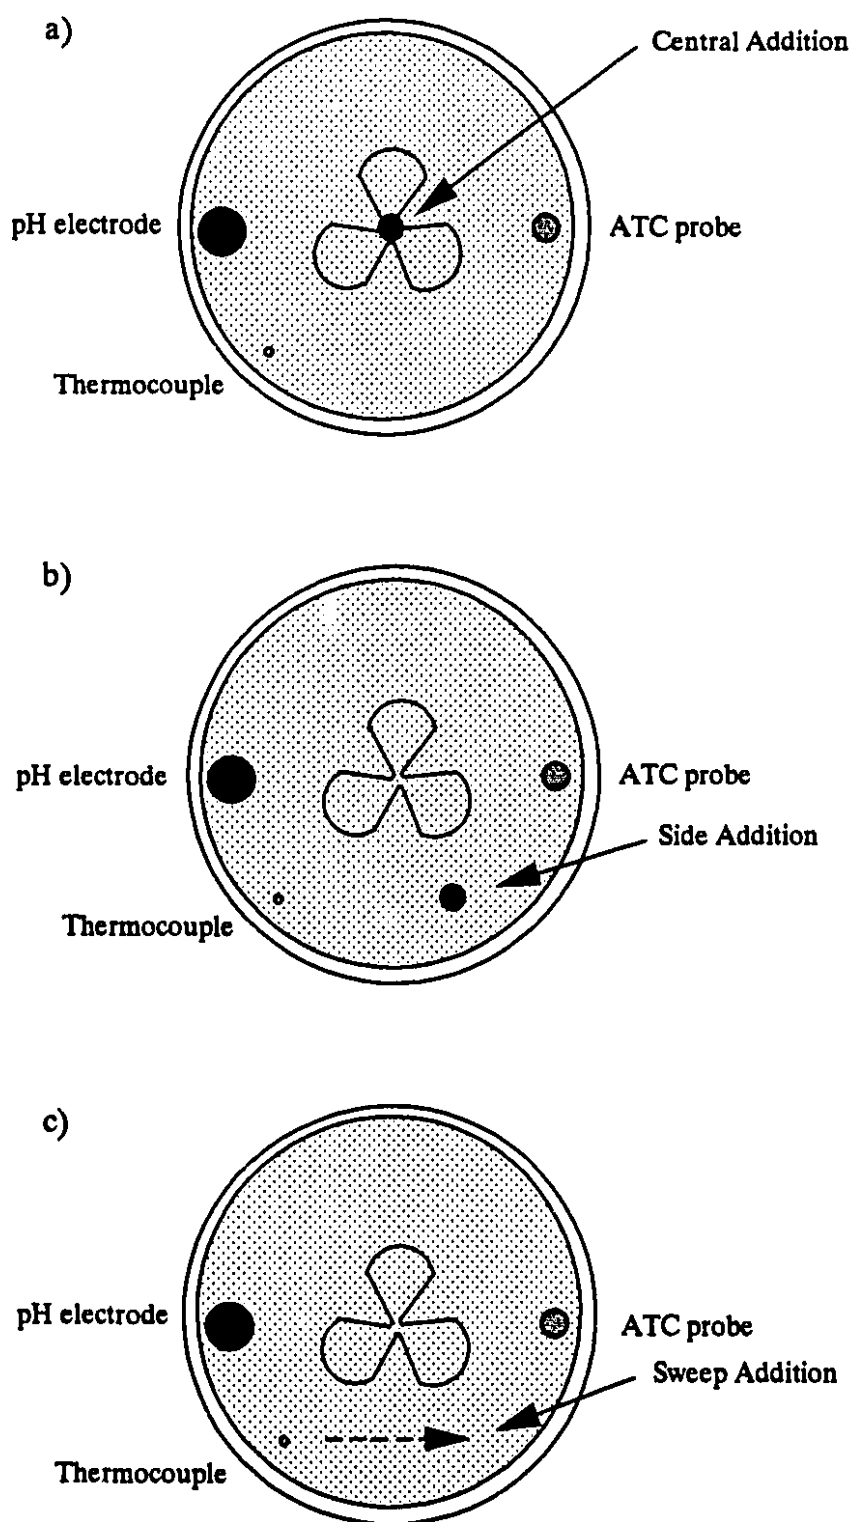 a)
Central Addition
pH electrode
ATC probe
Thermocouple
b)
pH electrode
ATC probe
Side Addition
Thermocouple
c)
pH electrode
ATC probe
Sweep Addition
Thermocouple